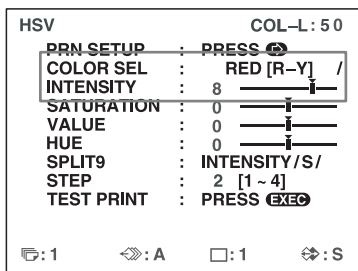 HSV COL–L:50
PRN SETUP : PRESS
COLOR SEL : RED [R–Y] /
INTENSITY : 8
SATURATION : 0
VALUE : 0
HUE : 0
SPLIT9 : INTENSITY/S/
STEP : 2 [1 ~ 4]
TEST PRINT : PRESS EXEC
:1 :A :1 :S